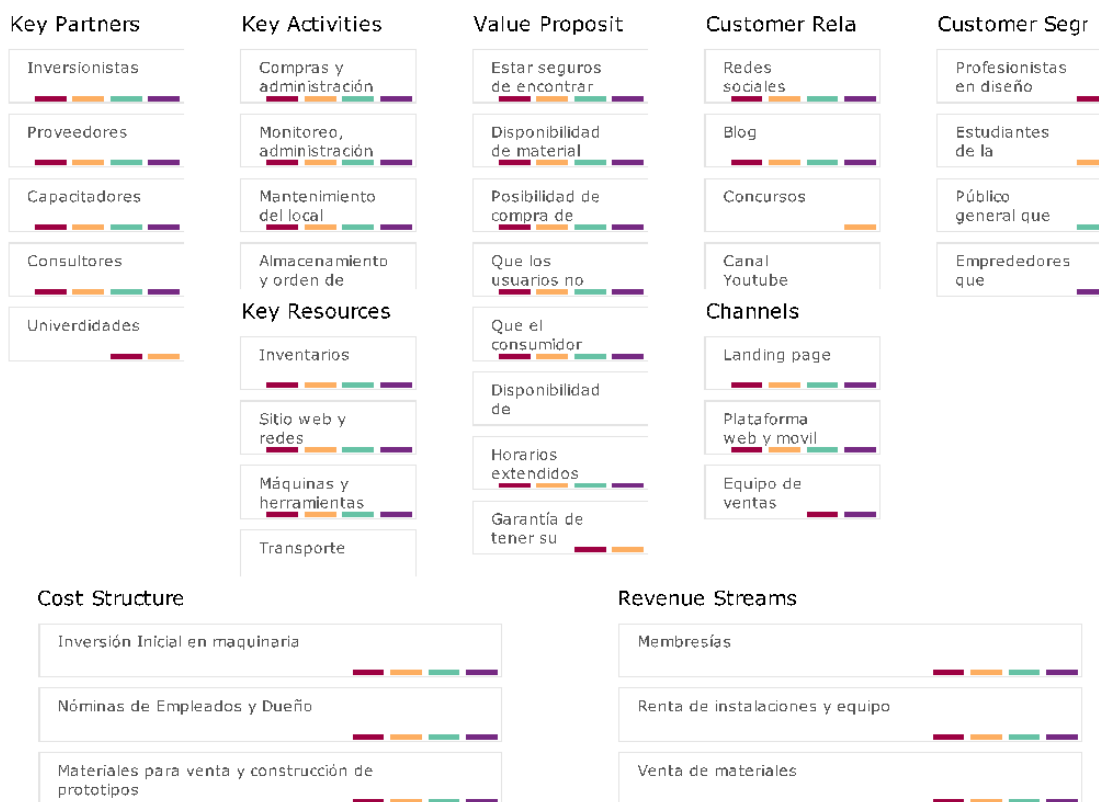 Key Partners
Inversionistas
Proveedores
Capacitadores
Consultores
Univerdidades
Key Activities
Compras y
administración
Monitoreo,
administración
Mantenimiento
del local
Almacenamiento
y orden de
Key Resources
Inventarios
Sitio web y
redes
Máquinas y
herramientas
Transporte
Value Proposit
Estar seguros
de encontrar
Disponibilidad
de material
Posibilidad de
compra de
Que los
usuarios no
Que el
consumidor
Disponibilidad
de
Horarios
extendidos
Garantía de
tener su
Customer Rela
Redes
sociales
Blog
Concursos
Canal
Youtube
Channels
Landing page
Plataforma
web y movil
Equipo de
ventas
Customer Segr
Profesionistas
en diseño
Estudiantes
de la
Público
general que
Emprededores
que
Cost Structure
Inversión Inicial en maquinaria
Nóminas de Empleados y Dueño
Materiales para venta y construcción de
prototipos
Revenue Streams
Membresías
Renta de instalaciones y equipo
Venta de materiales